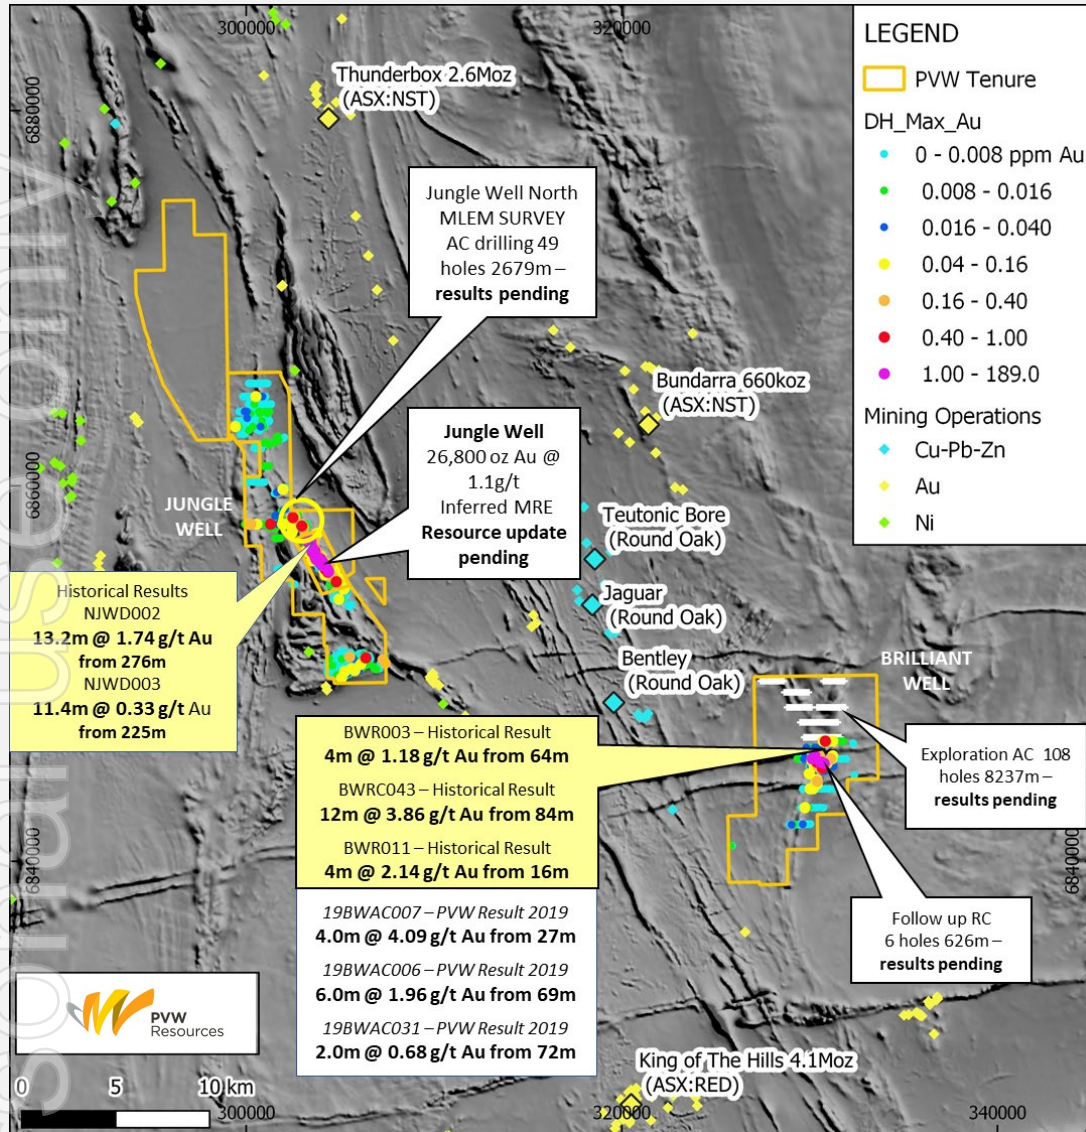 300000
320000
6880000
6860000
6840000
Thunderbox 2.6Moz
(ASX:NST)
LEGEND
PVW Tenure
DH_Max_Au
0 - 0.008 ppm Au
0.008 - 0.016
0.016 - 0.040
0.04 - 0.16
0.16 - 0.40
0.40 - 1.00
1.00 - 189.0
Mining Operations
Cu-Pb-Zn
Au
Ni
Jungle Well North
MLEM SURVEY
AC drilling 49
holes 2679m –
results pending
Bundarra 660koz
(ASX:NST)
Jungle Well
26,800 oz Au @
1.1g/t
Inferred MRE
Resource update
pending
JUNGLE
WELL
Teutonic Bore
(Round Oak)
Jaguar
(Round Oak)
Bentley
(Round Oak)
BRILLIANT
WELL
Historical Results
NJWD002
13.2m @ 1.74 g/t Au
from 276m
NJWD003
11.4m @ 0.33 g/t Au
from 225m
BWR003 – Historical Result
4m @ 1.18 g/t Au from 64m
BWRC043 – Historical Result
12m @ 3.86 g/t Au from 84m
BWR011 – Historical Result
4m @ 2.14 g/t Au from 16m
19BWAC007 – PVW Result 2019
4.0m @ 4.09 g/t Au from 27m
19BWAC006 – PVW Result 2019
6.0m @ 1.96 g/t Au from 69m
19BWAC031 – PVW Result 2019
2.0m @ 0.68 g/t Au from 72m
Exploration AC 108
holes 8237m –
results pending
Follow up RC
6 holes 626m –
results pending
6840000
PVW
Resources
King of The Hills 4.1Moz
(ASX:RED)
0 5 10 km
300000
320000
340000
sonal use only